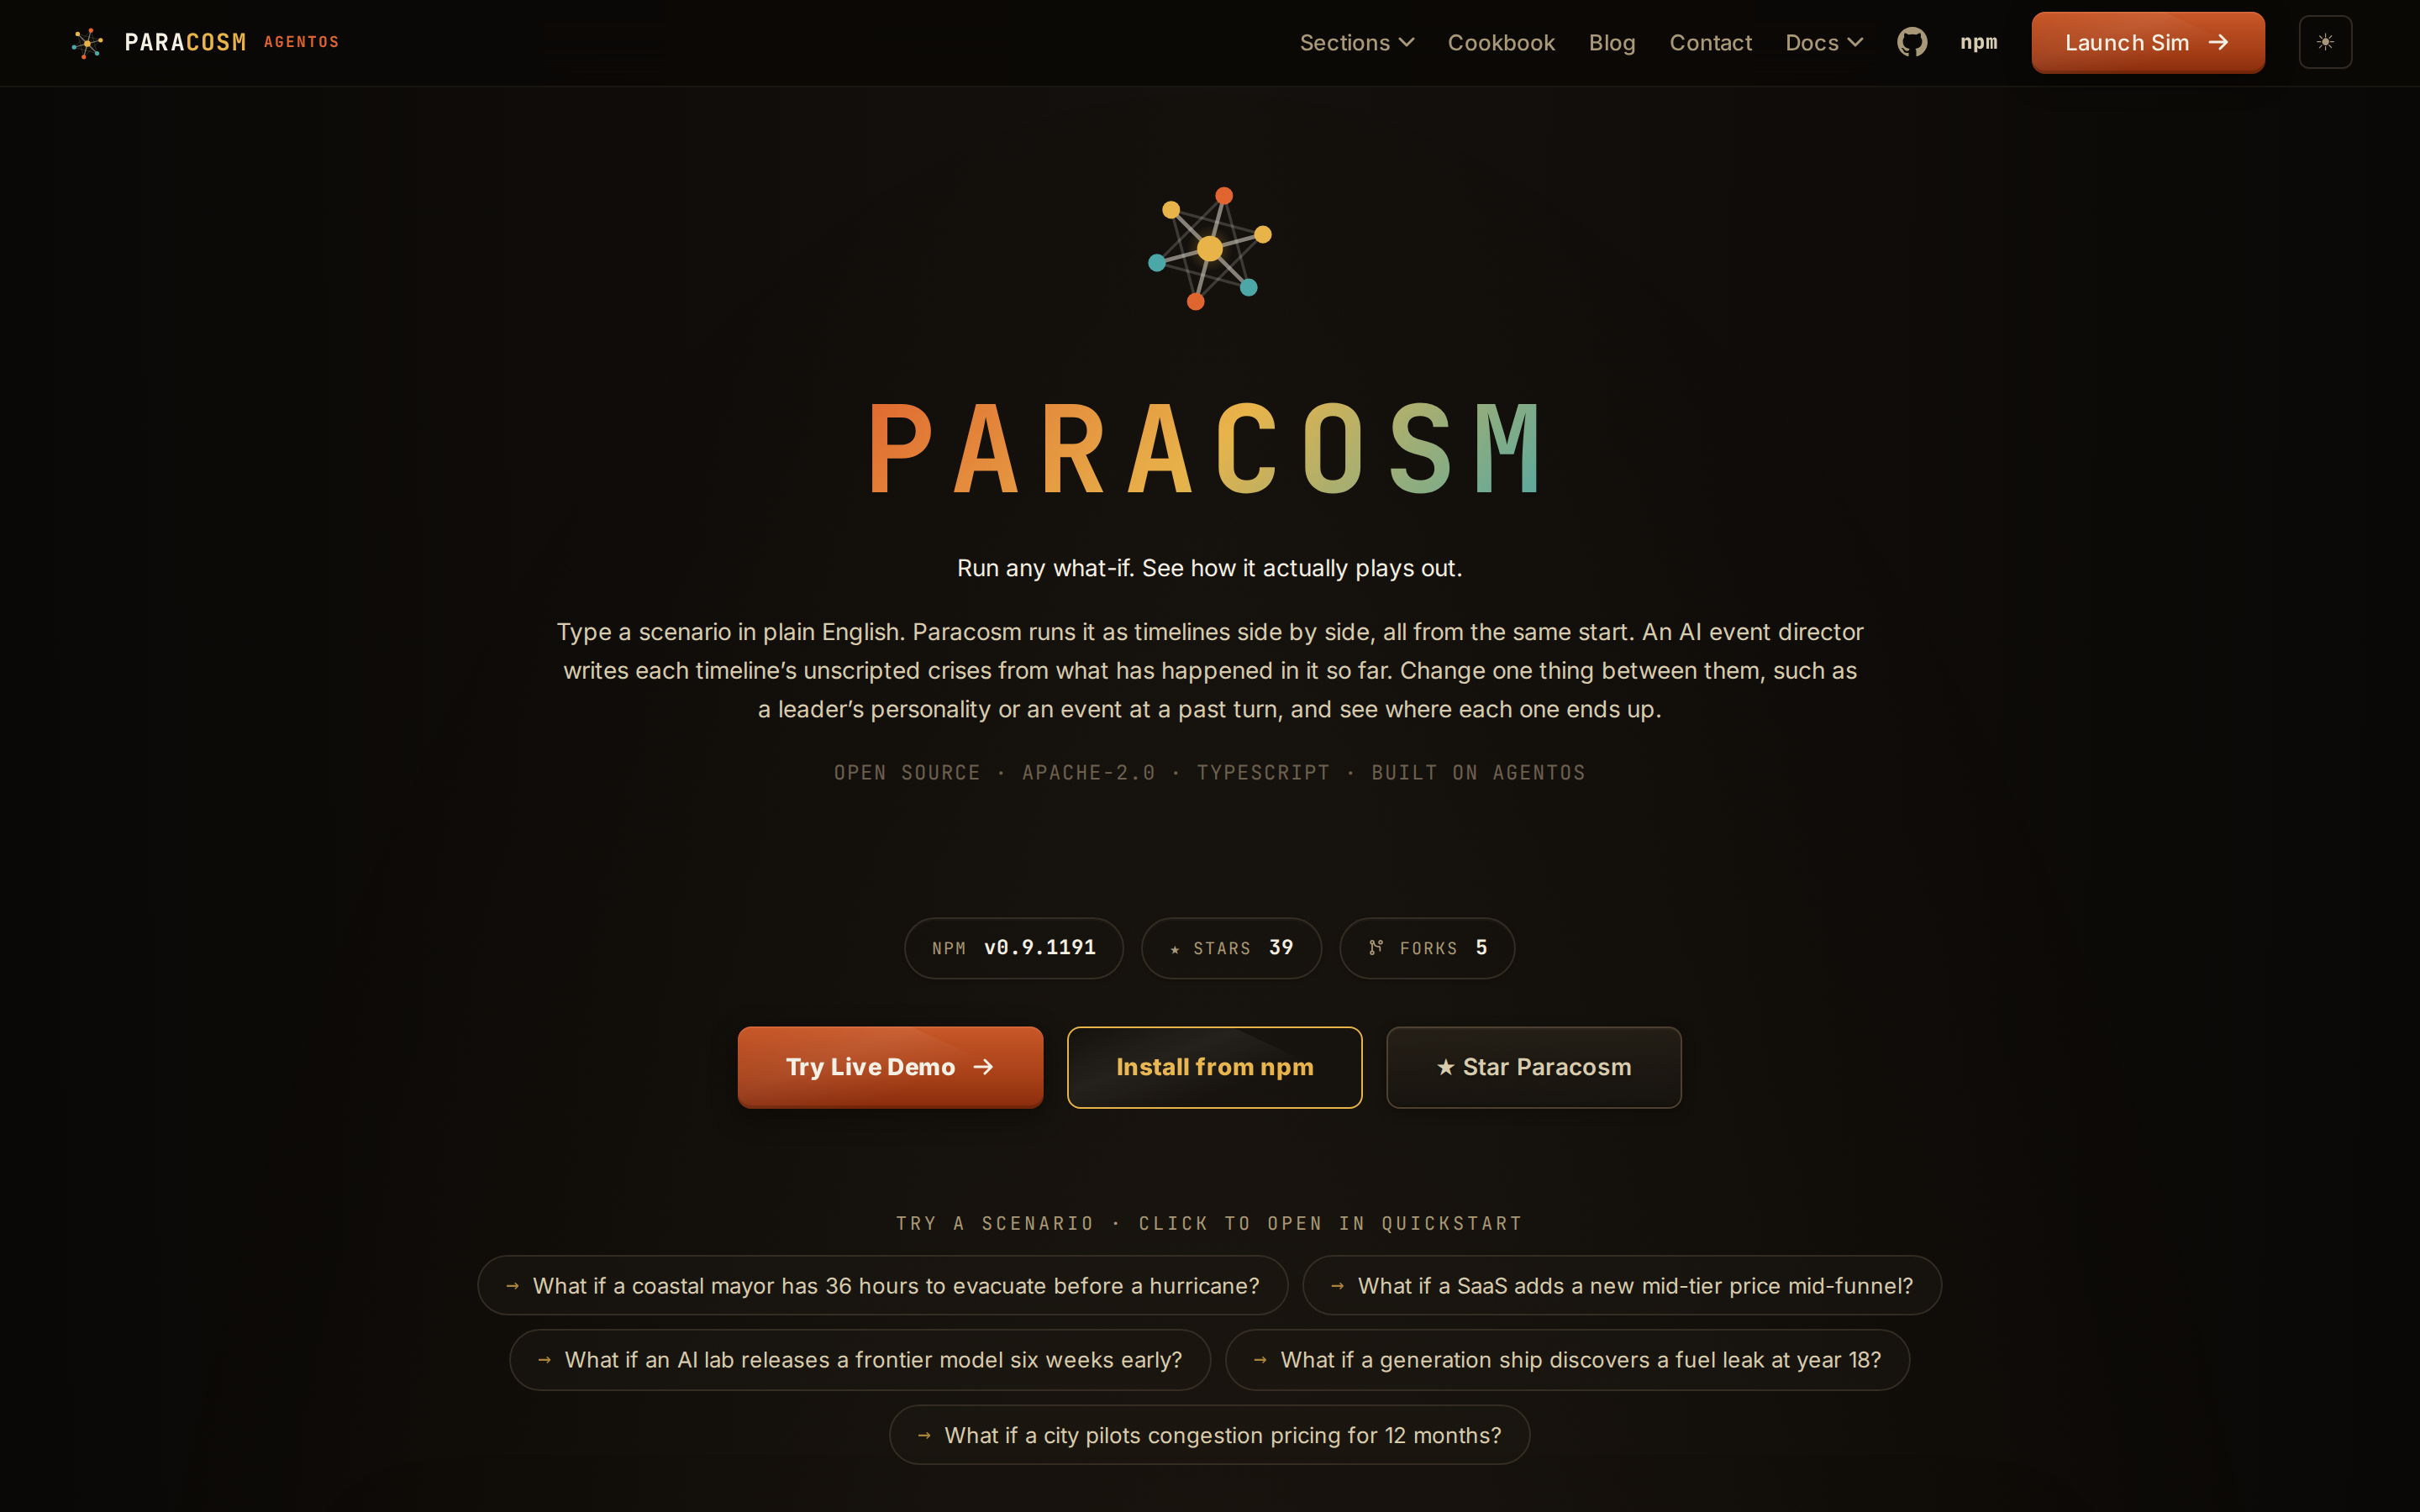 PARACOSM AGENTOS
Sections Cookbook Blog Contact Docs npm Launch Sim →
PARACOSM
Run any what-if. See how it actually plays out.
Type a scenario in plain English. Paracosm runs it as timelines side by side, all from the same start. An AI event director
writes each timeline’s unscripted crises from what has happened in it so far. Change one thing between them, such as
a leader’s personality or an event at a past turn, and see where each one ends up.
OPEN SOURCE · APACHE-2.0 · TYPESCRIPT · BUILT ON AGENTOS
NPM v0.9.1191 ★ STARS 39 FORKS 5
Try Live Demo → Install from npm ★ Star Paracosm
TRY A SCENARIO · CLICK TO OPEN IN QUICKSTART
→ What if a coastal mayor has 36 hours to evacuate before a hurricane? → What if a SaaS adds a new mid-tier price mid-funnel?
→ What if an AI lab releases a frontier model six weeks early? → What if a generation ship discovers a fuel leak at year 18?
→ What if a city pilots congestion pricing for 12 months?